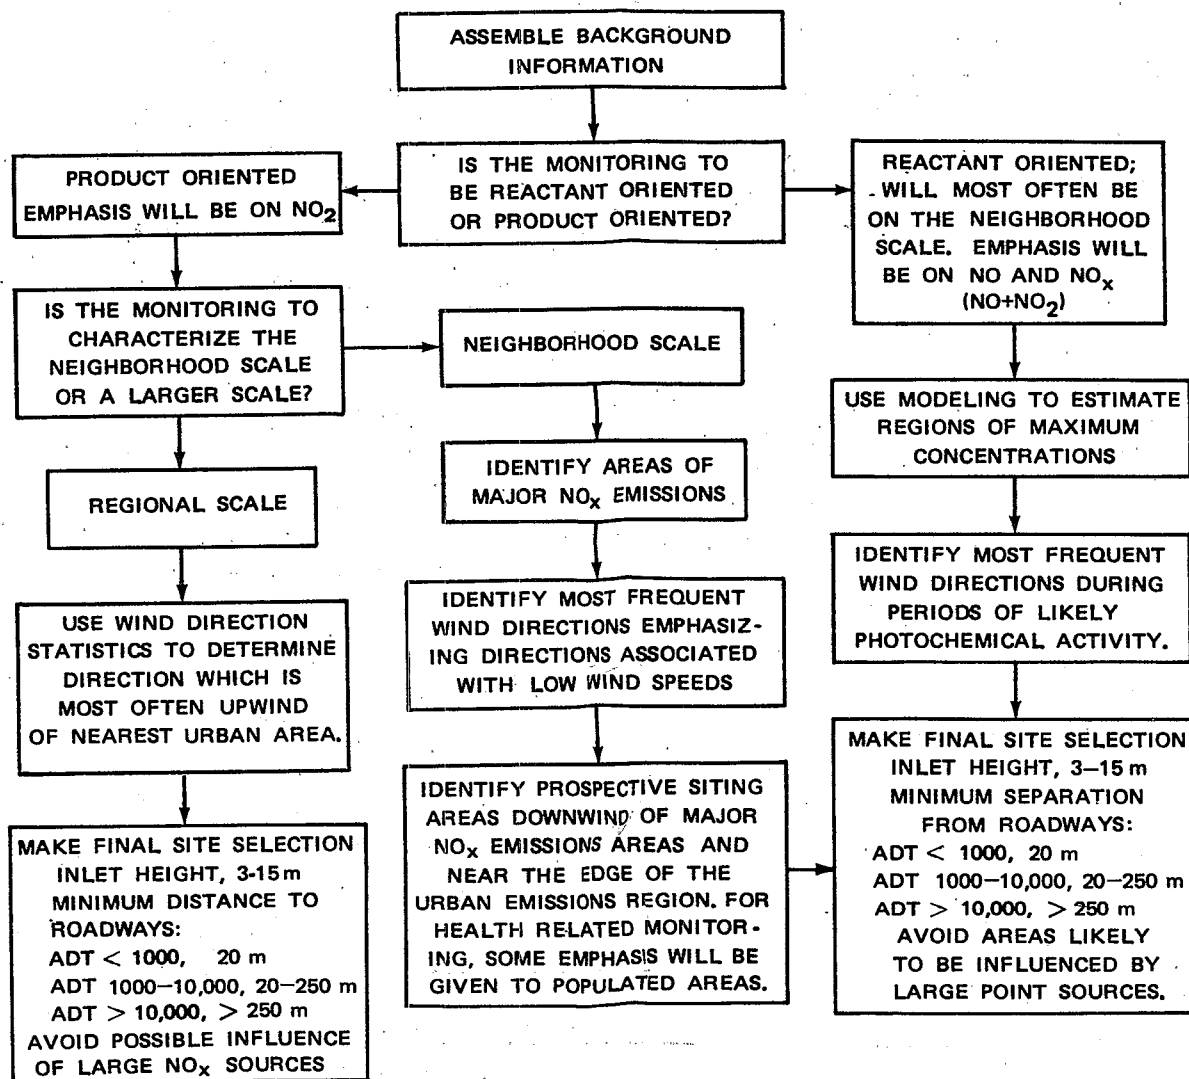 ASSEMBLE BACKGROUND
INFORMATION
IS THE MONITORING TO
BE REACTANT ORIENTED
OR PRODUCT ORIENTED?
PRODUCT ORIENTED
EMPHASIS WILL BE ON NO2
REACTANT ORIENTED;
WILL MOST OFTEN BE
ON THE NEIGHBORHOOD
SCALE. EMPHASIS WILL
BE ON NO AND NOx
(NO+NO2)
IS THE MONITORING TO
CHARACTERIZE THE
NEIGHBORHOOD SCALE
OR A LARGER SCALE?
NEIGHBORHOOD SCALE
USE MODELING TO ESTIMATE
REGIONS OF MAXIMUM
CONCENTRATIONS
REGIONAL SCALE
IDENTIFY AREAS OF
MAJOR NOx EMISSIONS
IDENTIFY MOST FREQUENT
WIND DIRECTIONS DURING
PERIODS OF LIKELY
PHOTOCHEMICAL ACTIVITY.
USE WIND DIRECTION
STATISTICS TO DETERMINE
DIRECTION WHICH IS
MOST OFTEN UPWIND
OF NEAREST URBAN AREA.
IDENTIFY MOST FREQUENT
WIND DIRECTIONS EMPHASIZ-
ING DIRECTIONS ASSOCIATED
WITH LOW WIND SPEEDS
MAKE FINAL SITE SELECTION
INLET HEIGHT, 3-15 m
MINIMUM DISTANCE TO
ROADWAYS:
ADT < 1000, 20 m
ADT 1000–10,000, 20–250 m
ADT > 10,000, > 250 m
AVOID POSSIBLE INFLUENCE
OF LARGE NOx SOURCES
IDENTIFY PROSPECTIVE SITING
AREAS DOWNWIND OF MAJOR
NOx EMISSIONS AREAS AND
NEAR THE EDGE OF THE
URBAN EMISSIONS REGION. FOR
HEALTH RELATED MONITOR-
ING, SOME EMPHASIS WILL BE
GIVEN TO POPULATED AREAS.
MAKE FINAL SITE SELECTION
INLET HEIGHT, 3–15 m
MINIMUM SEPARATION
FROM ROADWAYS:
ADT < 1000, 20 m
ADT 1000–10,000, 20–250 m
ADT > 10,000, > 250 m
AVOID AREAS LIKELY
TO BE INFLUENCED BY
LARGE POINT SOURCES.